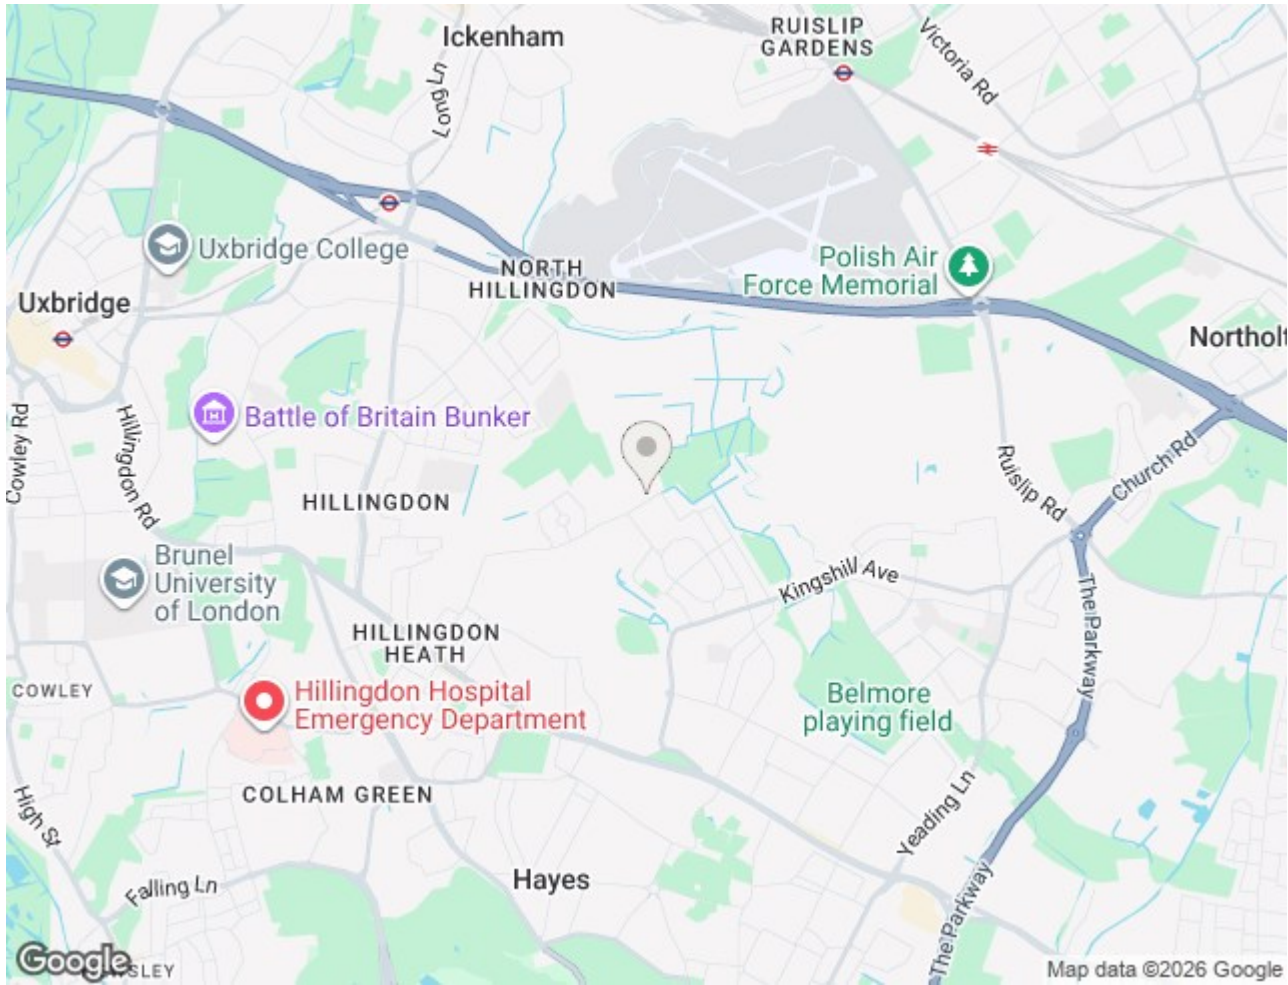 Ickenham
RUISLIP
GARDENS
Victoria Rd
Long Ln
Uxbridge College
NORTH
HILLINGDON
Polish Air
Force Memorial
Uxbridge
Northolt
Battle of Britain Bunker
Cowley Rd
Hillingdon Rd
HILLINGDON
Ruislip Rd
Church Rd
Brunel
University
of London
Kingshill Ave
The Parkway
HILLINGDON
HEATH
COWLEY
Hillingdon Hospital
Emergency Department
Belmore
playing field
COLHAM GREEN
High St
Yeading Ln
Falling Ln
Hayes
The Parkway
Google
Map data ©2026 Google